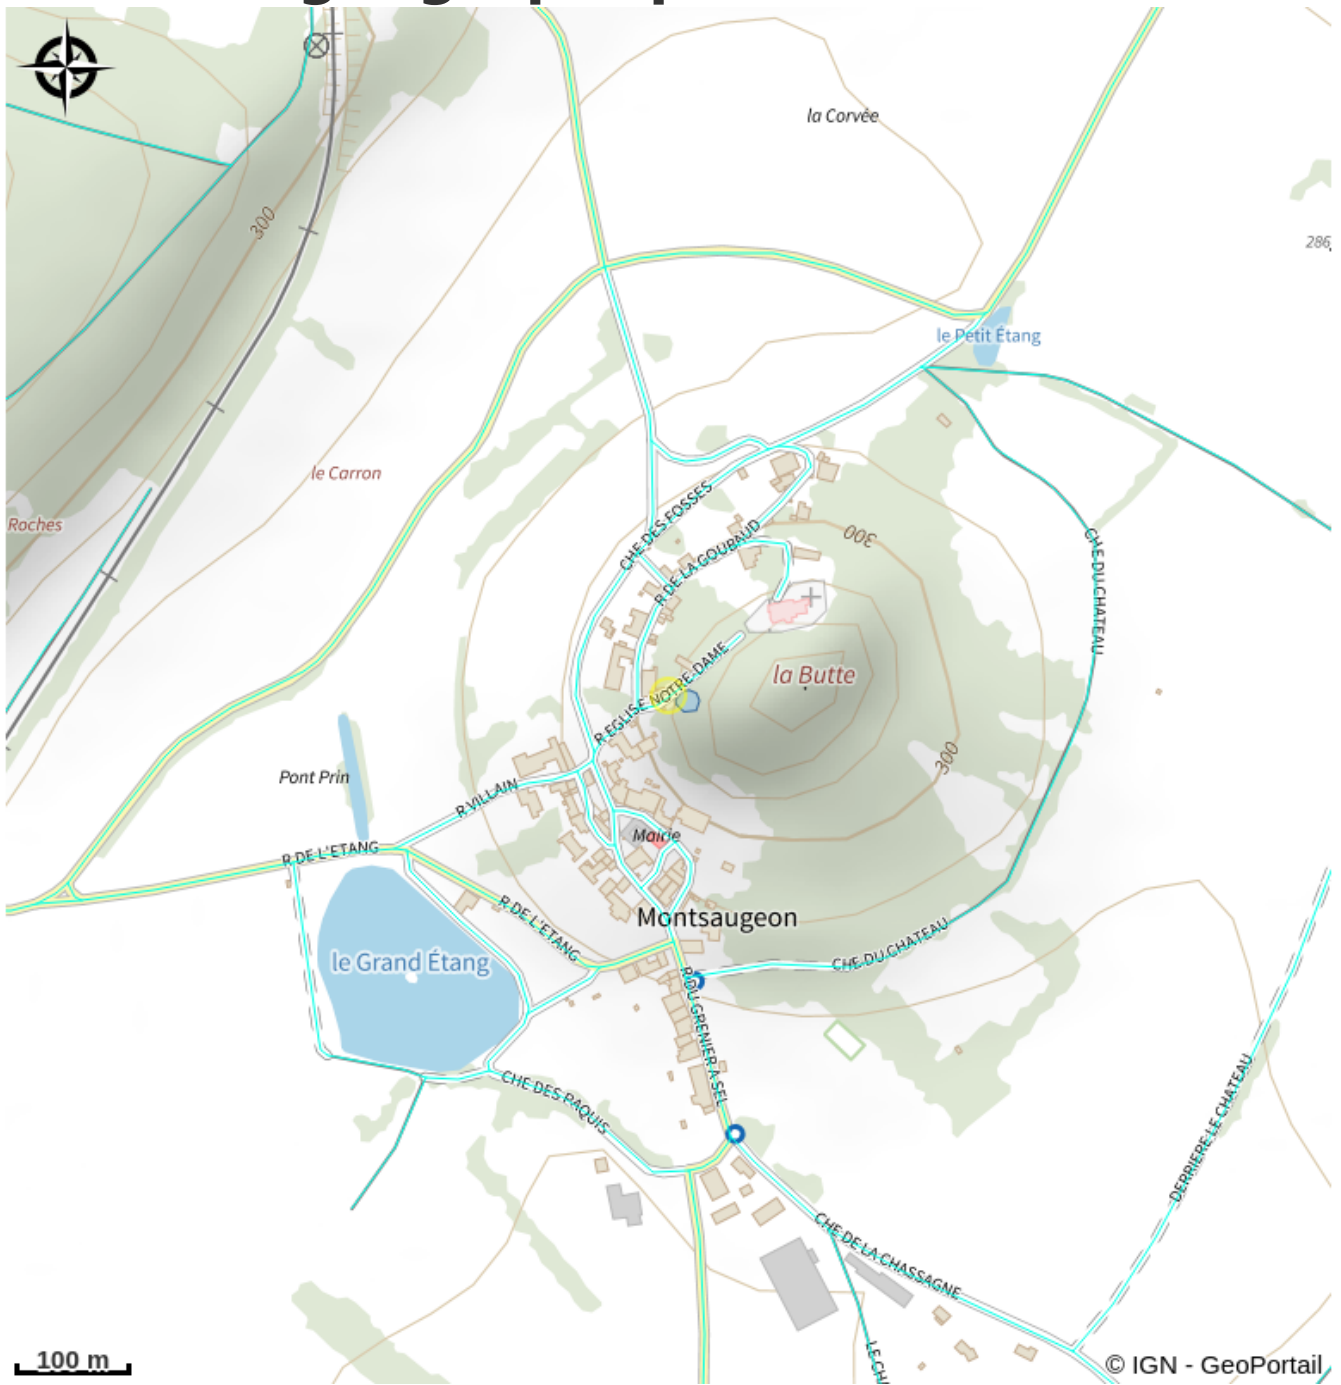 la Corvée
300
286
le Petit Étang
le Carron
Roches
CHE DES FOSSES
R DE LA GOUBAUD
300
CHE DU CHATEAU
R EGLISE NOTRE-DAME
la Butte
300
Pont Prin
R VILLAIN
Mairie
R DE L'ETANG
R DE L'ETANG
Montsaugeon
CHE DU CHATEAU
le Grand Étang
R DU GRENIER A SEL
CHE DES PAQUIS
DERRIERE LE CHATEAU
CHE DE LA CHASSAGNE
LE CHA
100 m
© IGN - GeoPortail